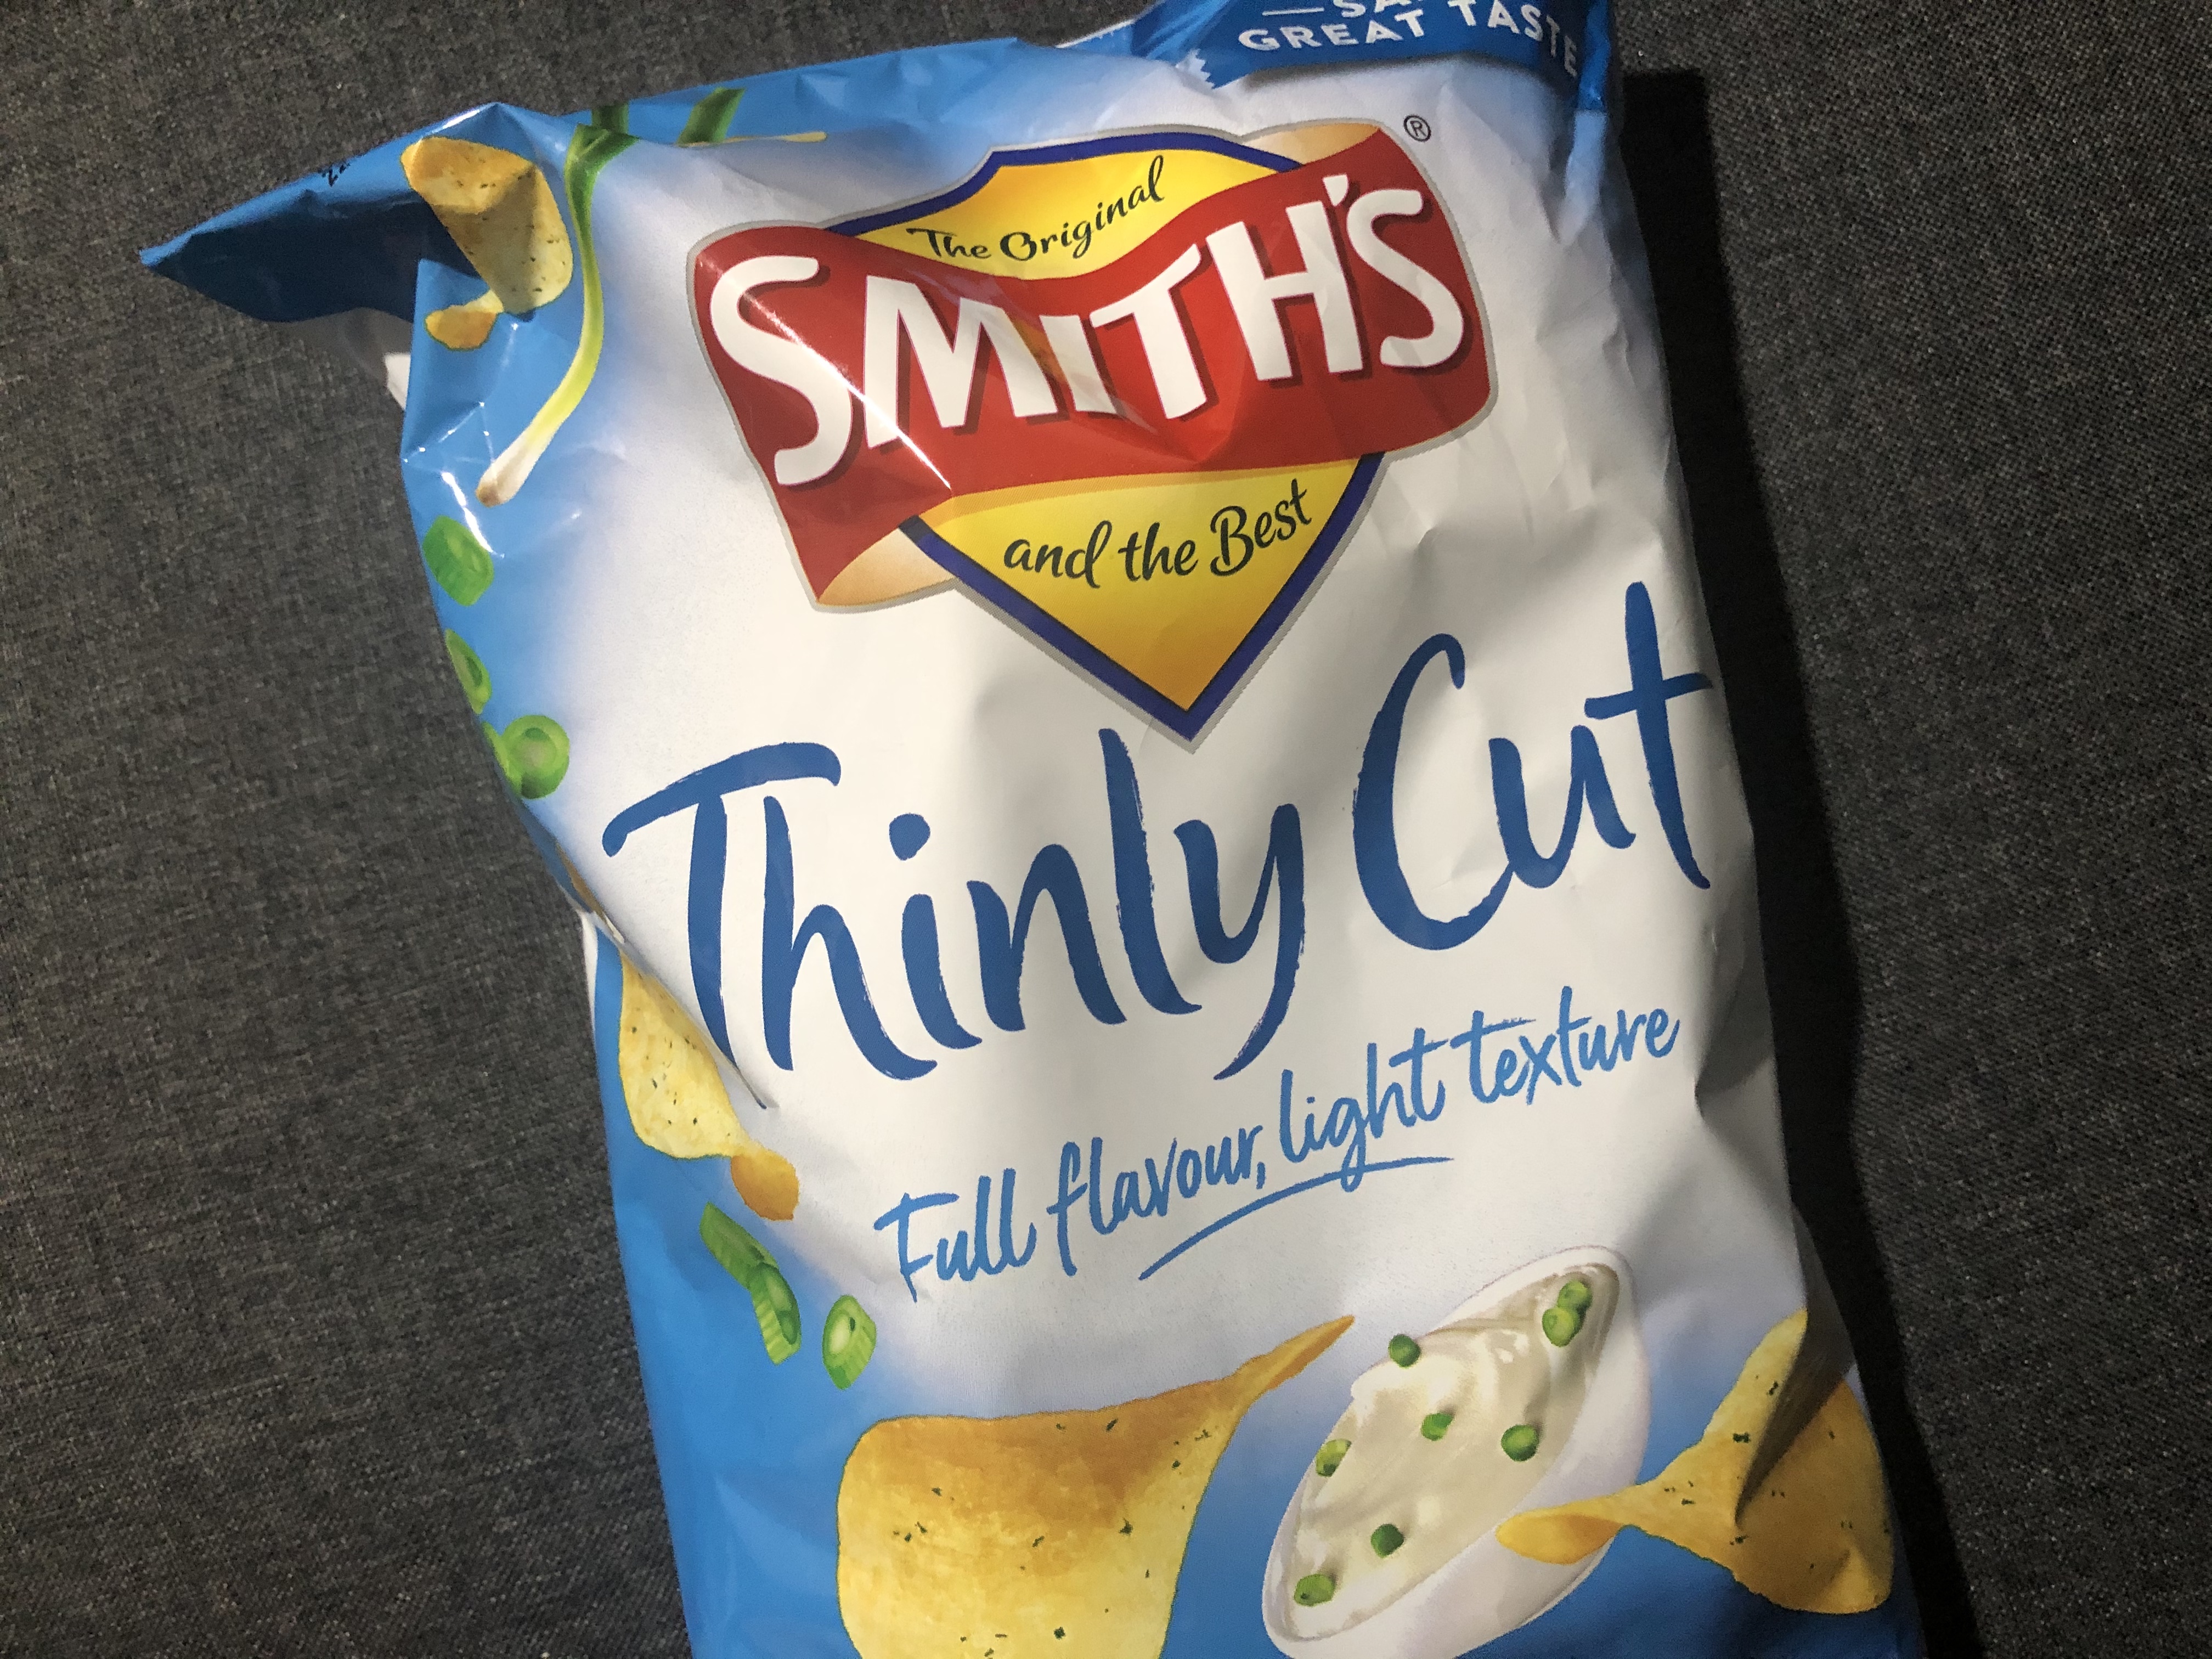 GREAT TASTE
The Original
SMITH'S
®
and the Best
Thinly Cut
Full flavour, light texture